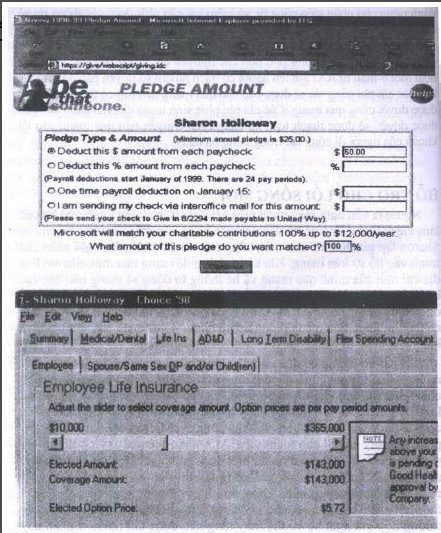 Giving 1998-99 Pledge Amount - Microsoft Internet Explorer provided by ITG
https://give/webscript/giving.idc
be
that
someone.
PLEDGE AMOUNT
help
Sharon Holloway
Pledge Type & Amount (Minimum annual pledge is $25.00.)
Deduct this $ amount from each paycheck: $ 50.00
Deduct this % amount from each paycheck: %
(Payroll deductions start January of 1999. There are 24 pay periods).
One time payroll deduction on January 15: $
I am sending my check via interoffice mail for this amount: $
(Please send your check to Give in 8/2294 made payable to United Way).
Microsoft will match your charitable contributions 100% up to $12,000/year.
What amount of this pledge do you want matched? 100 %
Sharon Holloway Choice '98
File Edit View Help
Summary Medical/Dental Life Ins AD&D Long Term Disability Flex Spending Account
Employee Spouse/Same Sex DP and/or Child(ren)
Employee Life Insurance
Adjust the slider to select coverage amount. Option prices are per pay period amounts.
$10,000 $365,000
NOTE Any increas
above your
is pending
Good Healt
approval by
Company.
Elected Amount: $143,000
Coverage Amount: $143,000
Elected Option Price: $5.72